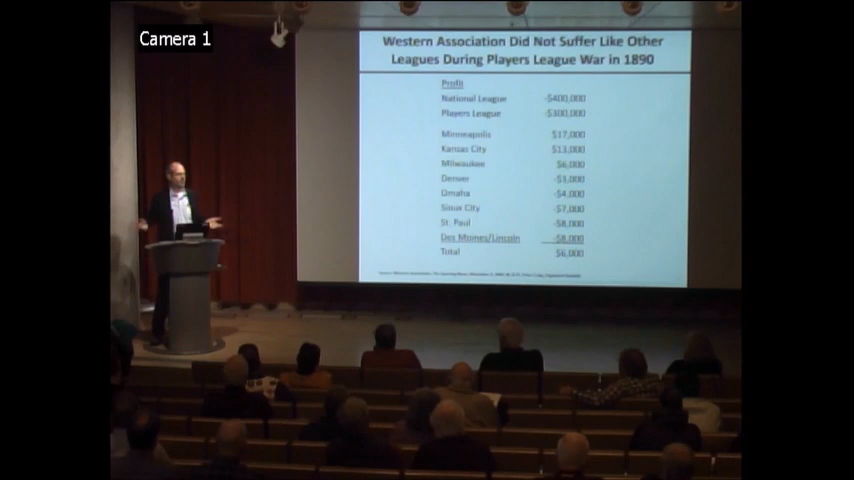 Camera 1
Western Association Did Not Suffer Like Other
Leagues During Players League War in 1890
Profit
National League -$400,000
Players League -$300,000
Minneapolis $17,000
Kansas City $13,000
Milwaukee $6,000
Denver -$3,000
Omaha -$4,000
Sioux City -$7,000
St. Paul -$8,000
Des Moines/Lincoln -$8,000
Total $6,000